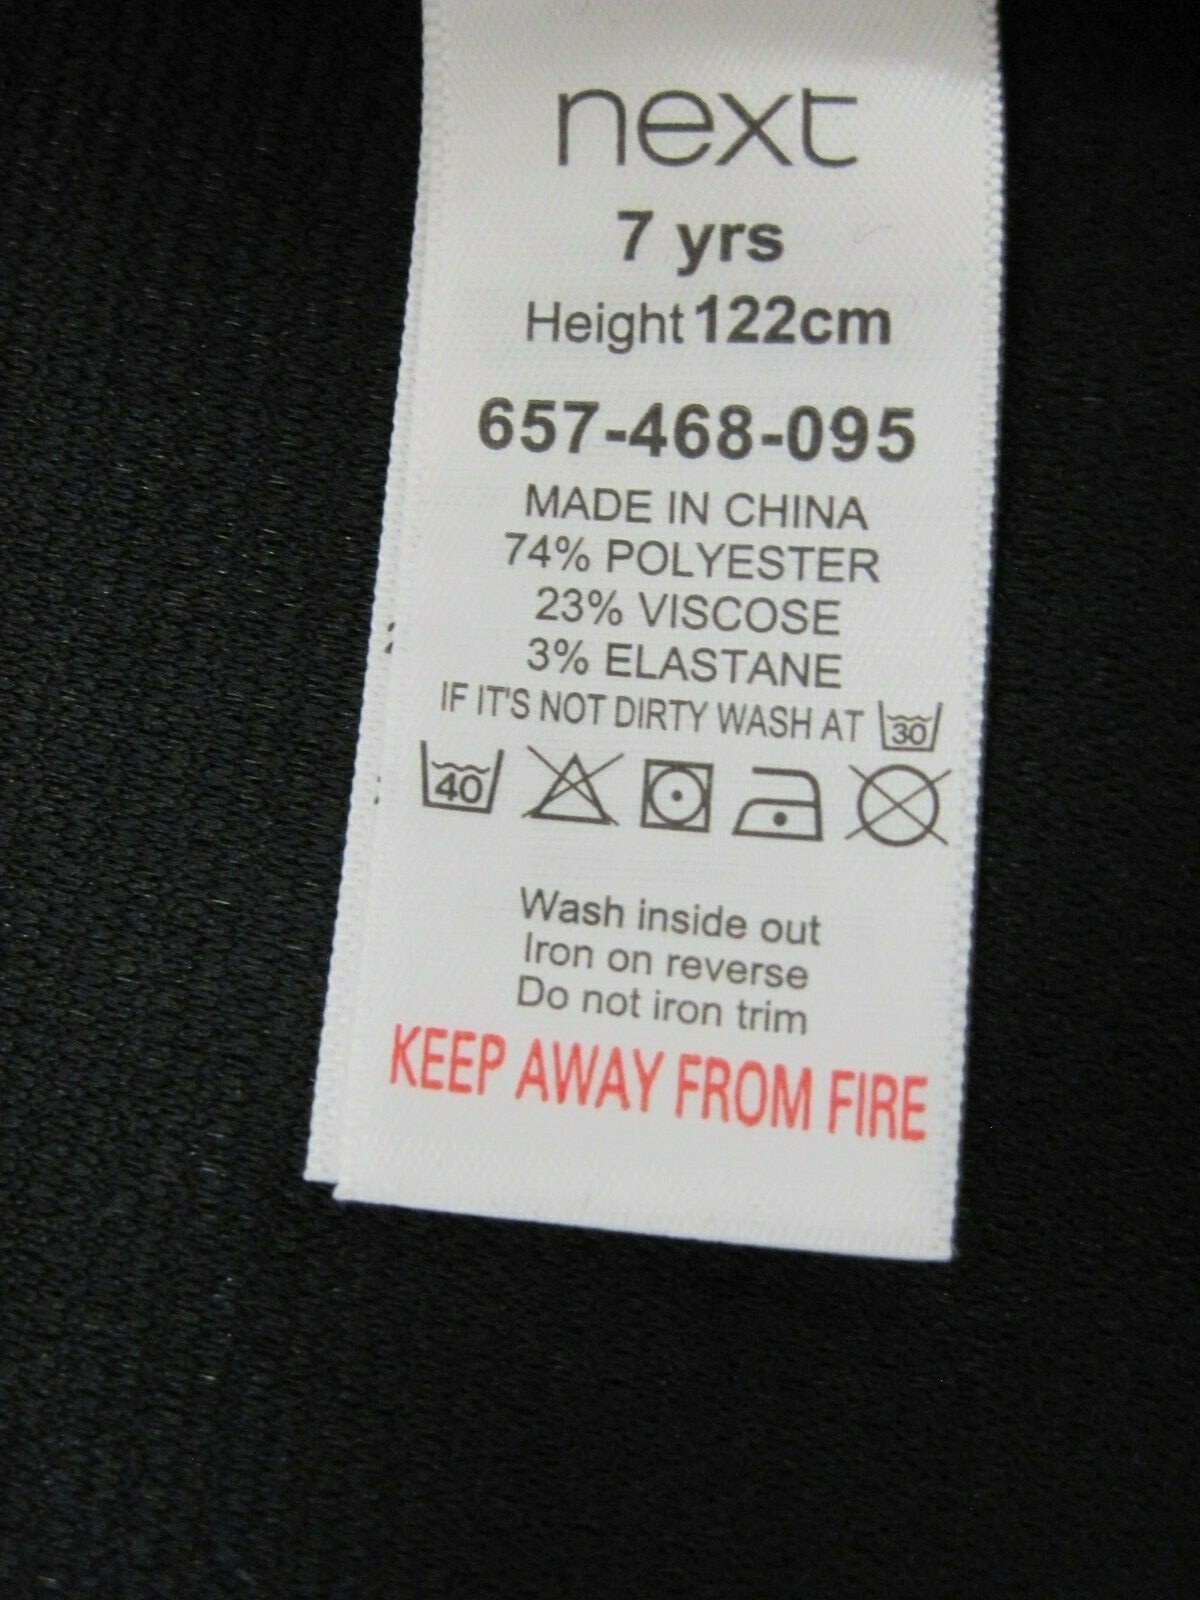 next
7 yrs
Height 122cm
657-468-095
MADE IN CHINA
74% POLYESTER
23% VISCOSE
3% ELASTANE
IF IT'S NOT DIRTY WASH AT 30
40
Wash inside out
Iron on reverse
Do not iron trim
KEEP AWAY FROM FIRE